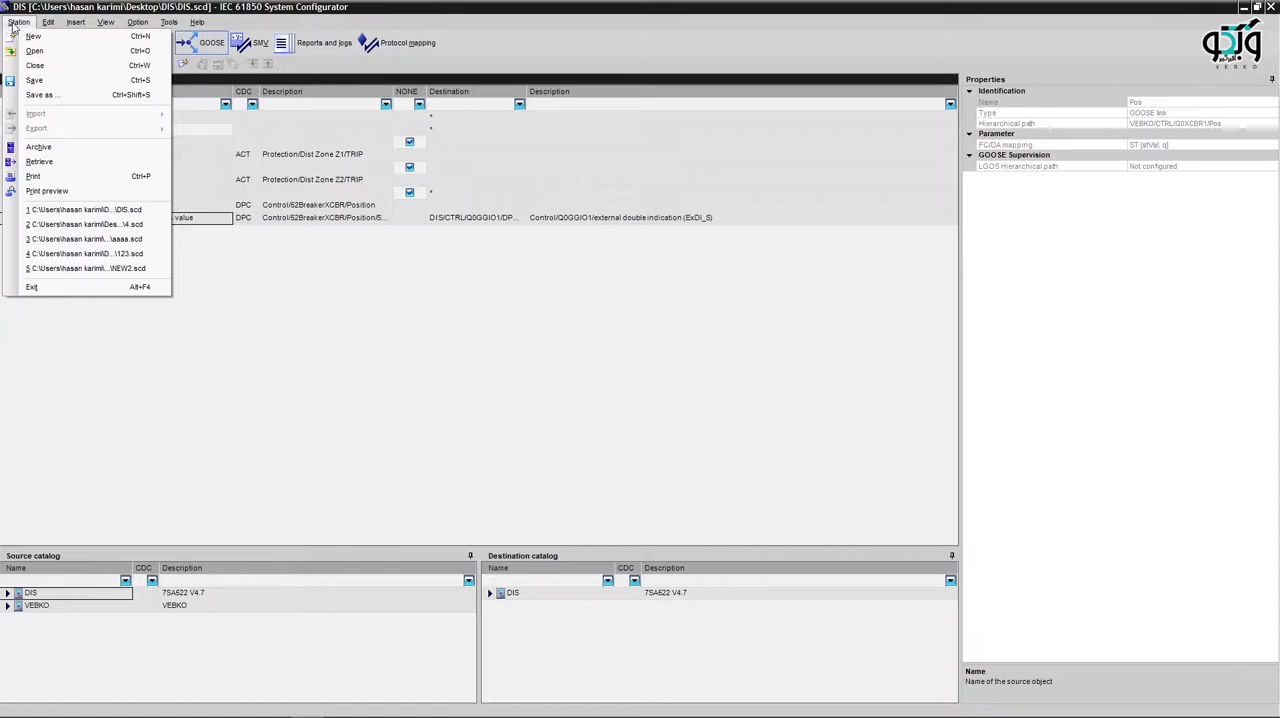 DIS [C:\Users\hasan karimi\Desktop\DIS\DIS.scd] - IEC 61850 System Configurator
Station Edit Insert View Option Tools Help
GOOSE SMV Reports and logs Protocol mapping
وبکو
VEBKO
New Ctrl+N
Open Ctrl+O
Close Ctrl+W
Save Ctrl+S
Save as ... Ctrl+Shift+S
Import
Export
Archive
Retrieve
Print Ctrl+P
Print preview
1 C:\Users\hasan karimi\D...\DIS.scd
2 C:\Users\hasan karimi\Des...\4.scd
3 C:\Users\hasan karimi\...\aaaa.scd
4 C:\Users\hasan karimi\D...\123.scd
5 C:\Users\hasan karimi\...\NEW2.scd
Exit Alt+F4
CDC Description NONE Destination Description
*
*
ACT Protection/Dist Zone Z1/TRIP
ACT Protection/Dist Zone Z2/TRIP
*
DPC Control/52BreakerXCBR/Position
value DPC Control/52BreakerXCBR/Position/S... DIS/CTRL/Q0GGIO1/DP... Control/Q0GGIO1/external double indication (ExDI_S)
Properties
Identification
Name Pos
Type GOOSE link
Hierarchical path VEBKO/CTRL/Q0XCBR1/Pos
Parameter
FC/DA mapping ST [stVal, q]
GOOSE Supervision
LGOS Hierarchical path Not configured
Source catalog
Name CDC Description
DIS 7SA522 V4.7
VEBKO VEBKO
Destination catalog
Name CDC Description
DIS 7SA522 V4.7
Name
Name of the source object